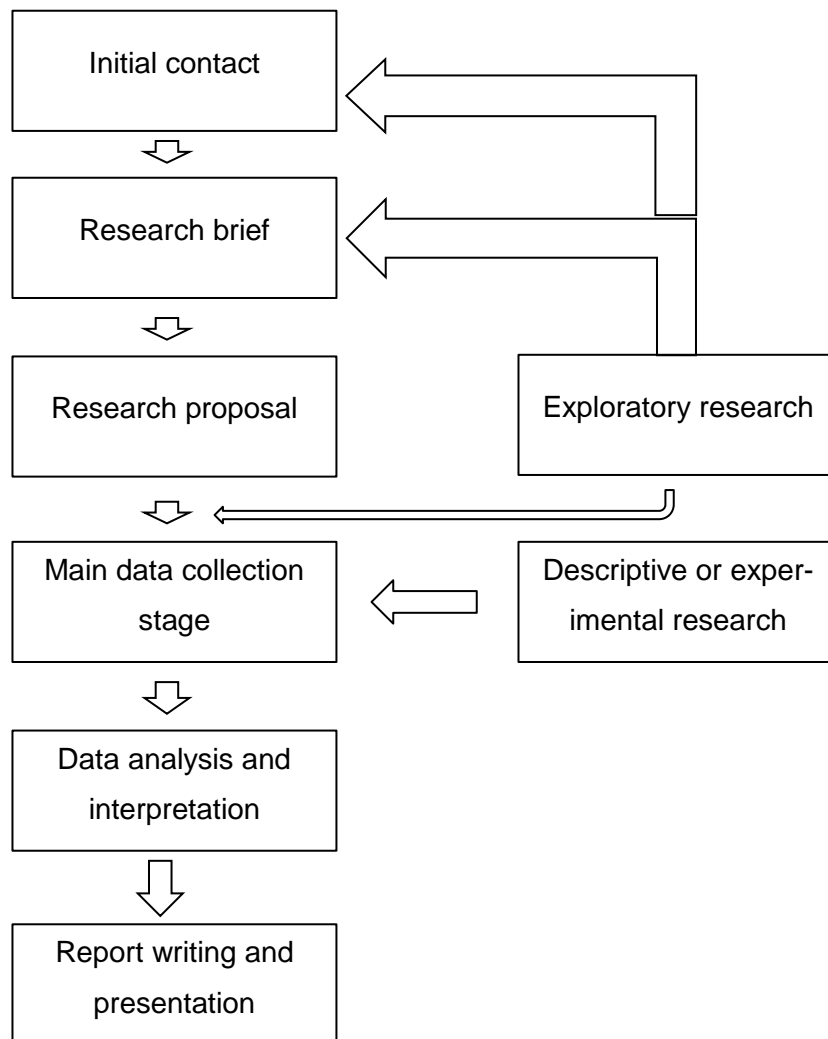 Initial contact
Research brief
Research proposal
Exploratory research
Main data collection
stage
Descriptive or exper-
imental research
Data analysis and
interpretation
Report writing and
presentation